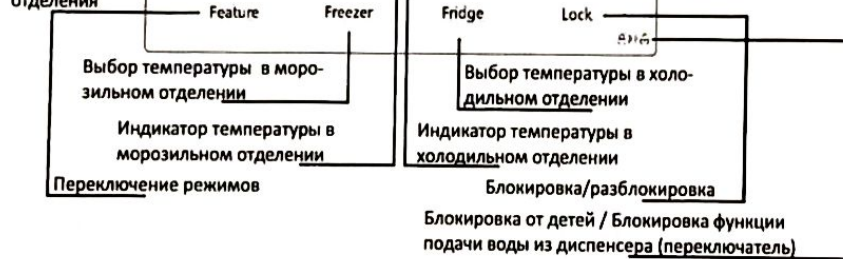 отделения
Feature Freezer Fridge Lock
Выбор температуры в моро-
зильном отделении
Выбор температуры в холо-
дильном отделении
Индикатор температуры в
морозильном отделении
Индикатор температуры в
холодильном отделении
Переключение режимов
Блокировка/разблокировка
Блокировка от детей / Блокировка функции
подачи воды из диспенсера (переключатель)